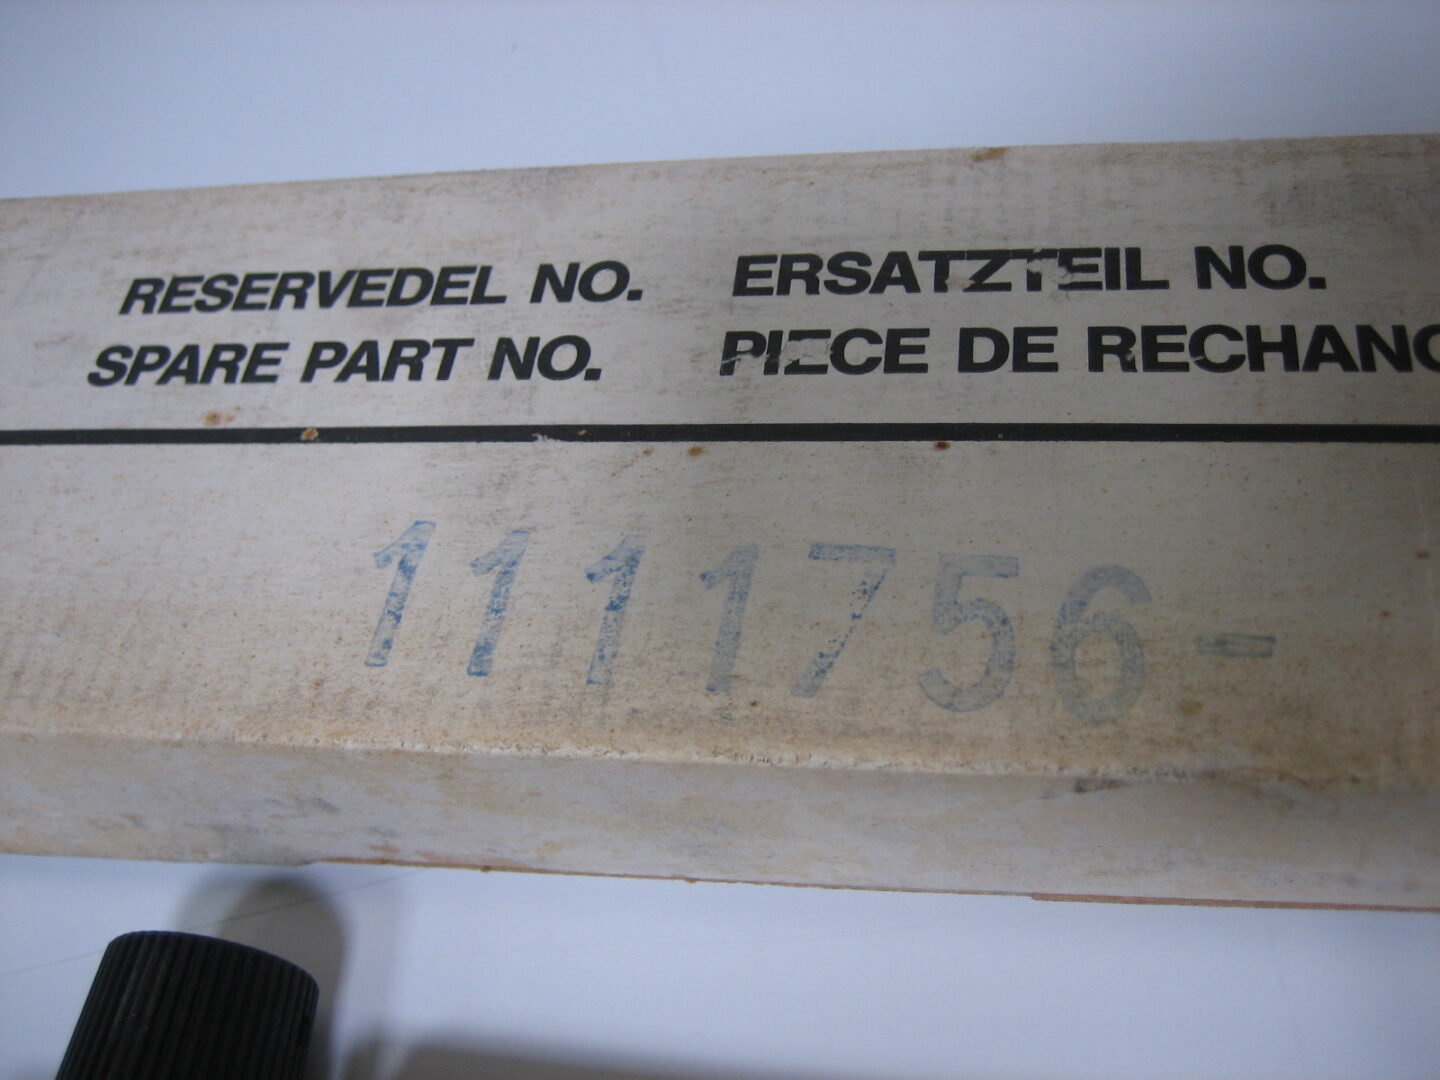 RESERVEDEL NO. ERSATZTEIL NO.
SPARE PART NO. PIECE DE RECHANG
1111756-